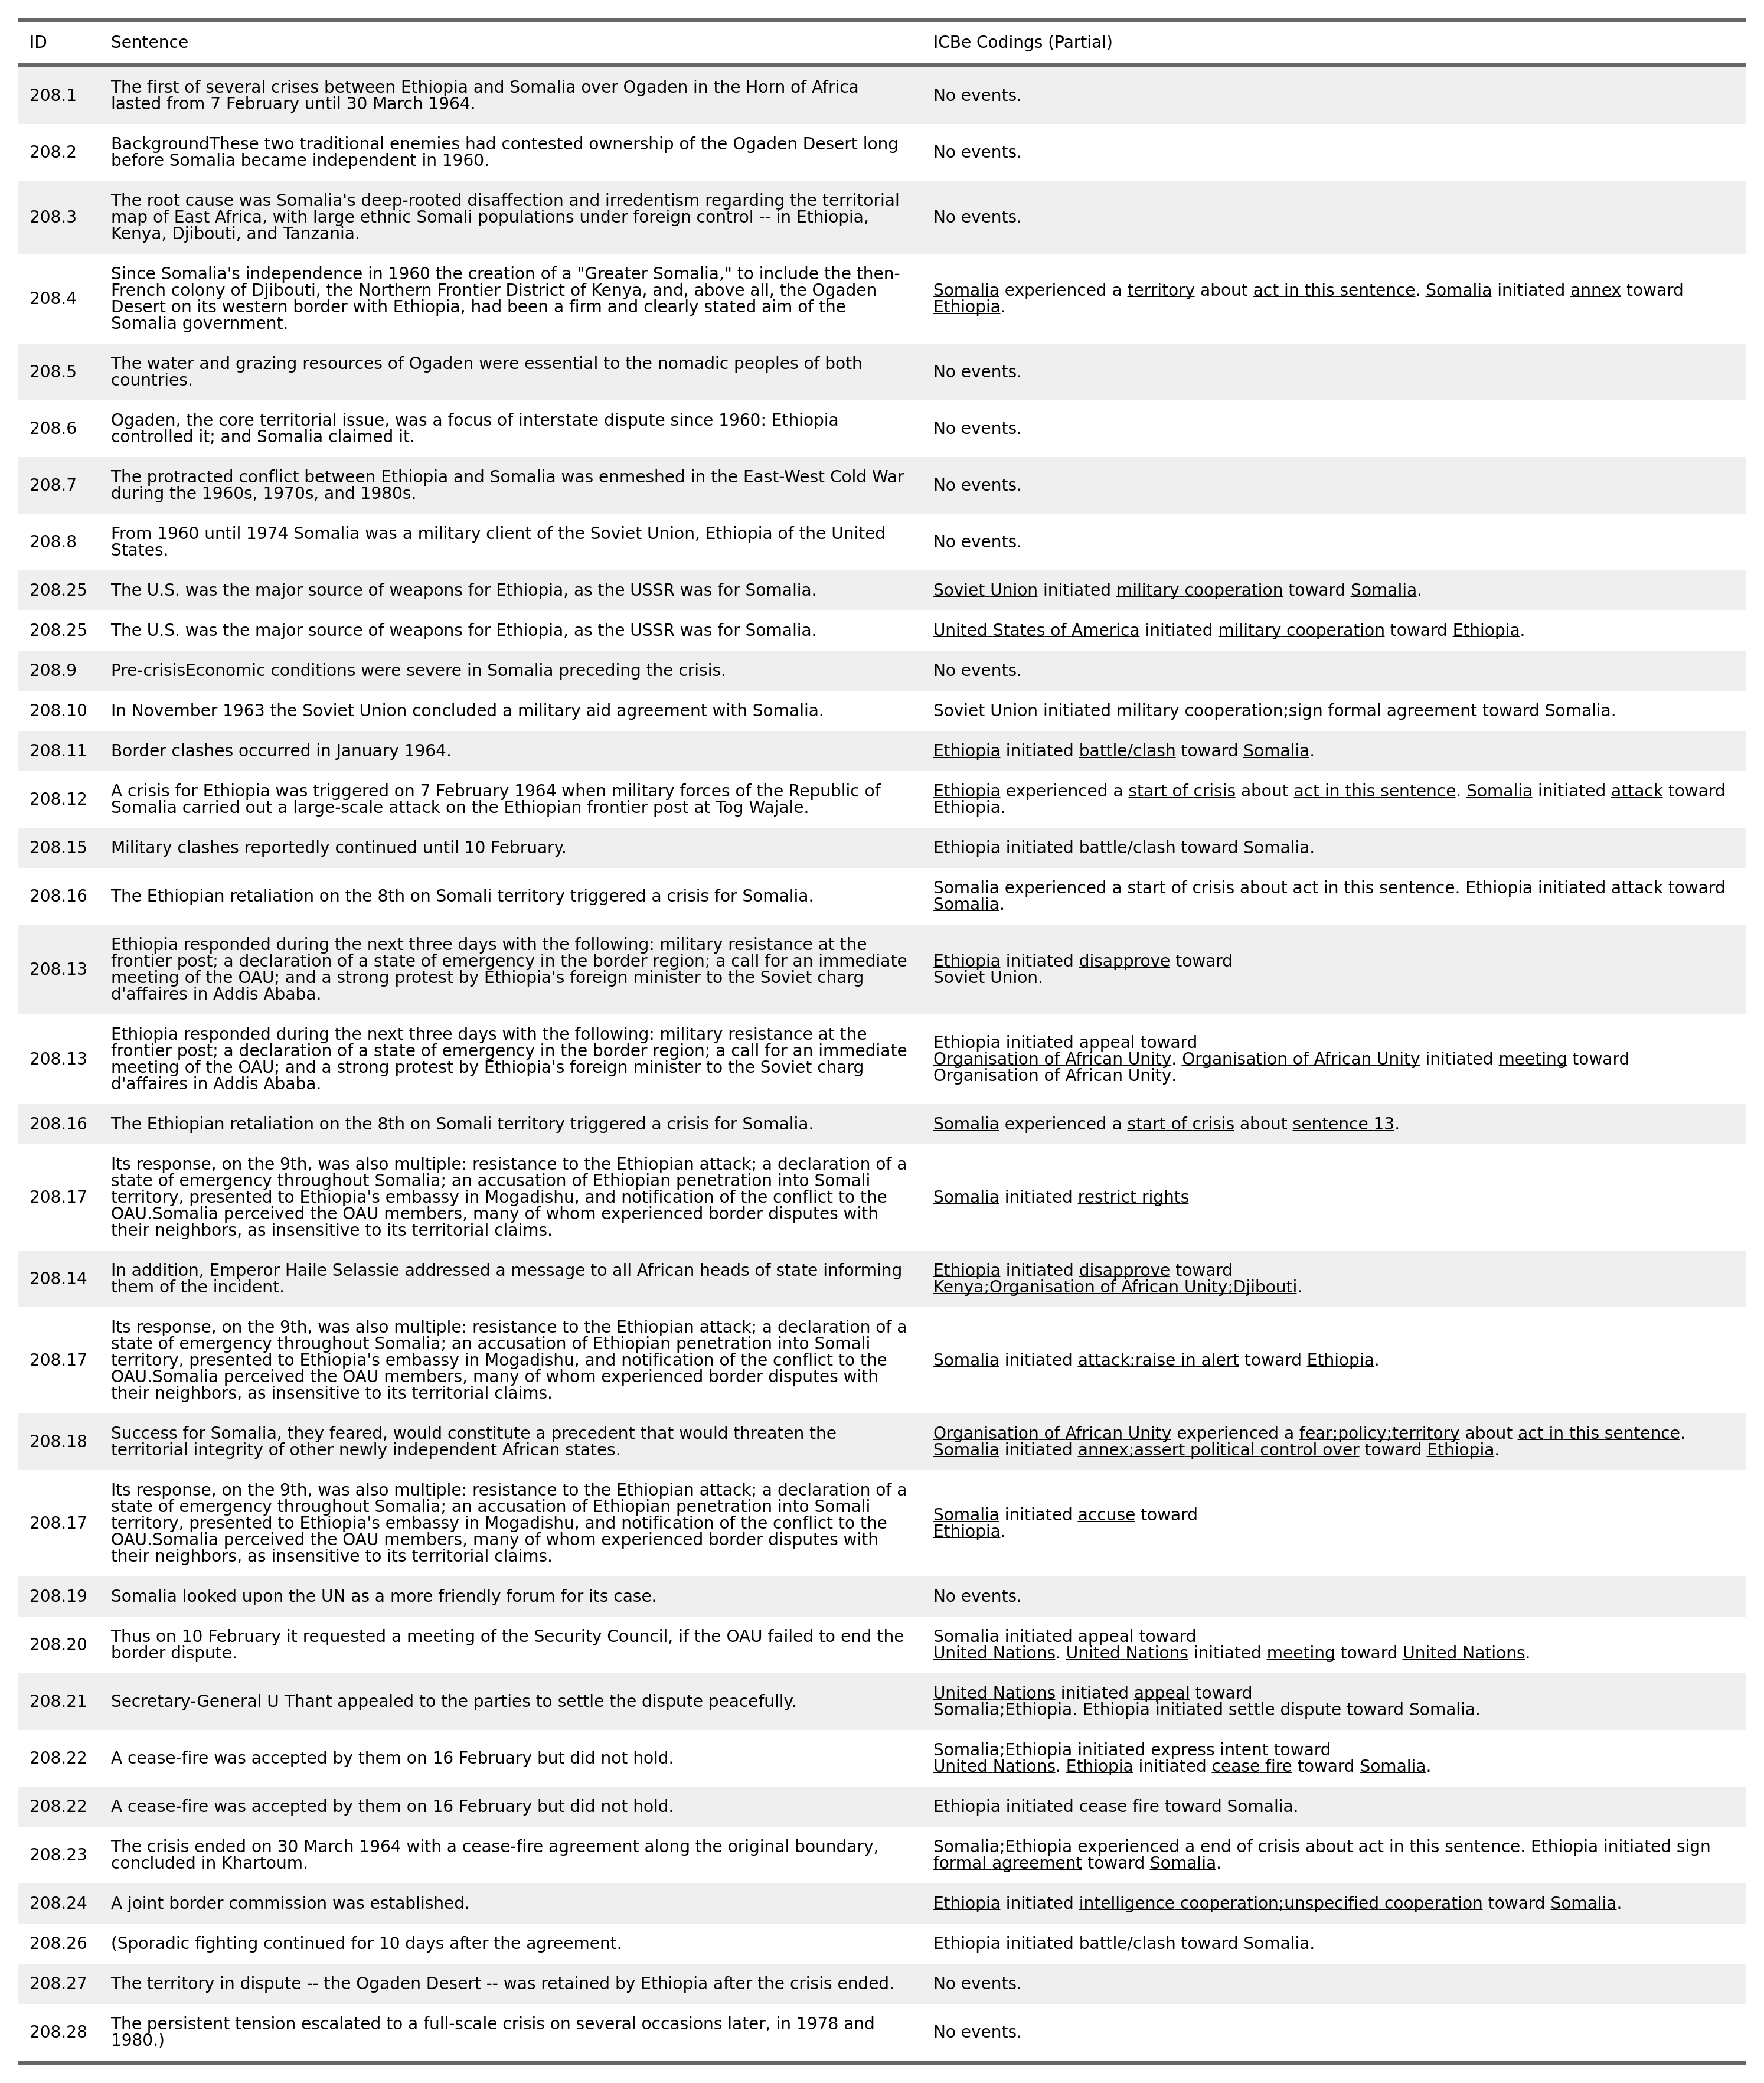 ID Sentence ICBe Codings (Partial)
208.1 The first of several crises between Ethiopia and Somalia over Ogaden in the Horn of Africa
lasted from 7 February until 30 March 1964. No events.
208.2 BackgroundThese two traditional enemies had contested ownership of the Ogaden Desert long
before Somalia became independent in 1960. No events.
208.3 The root cause was Somalia's deep-rooted disaffection and irredentism regarding the territorial
map of East Africa, with large ethnic Somali populations under foreign control -- in Ethiopia,
Kenya, Djibouti, and Tanzania. No events.
208.4 Since Somalia's independence in 1960 the creation of a "Greater Somalia," to include the then-
French colony of Djibouti, the Northern Frontier District of Kenya, and, above all, the Ogaden
Desert on its western border with Ethiopia, had been a firm and clearly stated aim of the
Somalia government.
Somalia experienced a territory about act in this sentence. Somalia initiated annex toward
Ethiopia.
208.5 The water and grazing resources of Ogaden were essential to the nomadic peoples of both
countries. No events.
208.6 Ogaden, the core territorial issue, was a focus of interstate dispute since 1960: Ethiopia
controlled it; and Somalia claimed it. No events.
208.7 The protracted conflict between Ethiopia and Somalia was enmeshed in the East-West Cold War
during the 1960s, 1970s, and 1980s. No events.
208.8 From 1960 until 1974 Somalia was a military client of the Soviet Union, Ethiopia of the United
States. No events.
208.25 The U.S. was the major source of weapons for Ethiopia, as the USSR was for Somalia. Soviet Union initiated military cooperation toward Somalia.
208.25 The U.S. was the major source of weapons for Ethiopia, as the USSR was for Somalia. United States of America initiated military cooperation toward Ethiopia.
208.9 Pre-crisisEconomic conditions were severe in Somalia preceding the crisis. No events.
208.10 In November 1963 the Soviet Union concluded a military aid agreement with Somalia. Soviet Union initiated military cooperation;sign formal agreement toward Somalia.
208.11 Border clashes occurred in January 1964. Ethiopia initiated battle/clash toward Somalia.
208.12 A crisis for Ethiopia was triggered on 7 February 1964 when military forces of the Republic of
Somalia carried out a large-scale attack on the Ethiopian frontier post at Tog Wajale.
Ethiopia experienced a start of crisis about act in this sentence. Somalia initiated attack toward
Ethiopia.
208.15 Military clashes reportedly continued until 10 February. Ethiopia initiated battle/clash toward Somalia.
208.16 The Ethiopian retaliation on the 8th on Somali territory triggered a crisis for Somalia.
Somalia experienced a start of crisis about act in this sentence. Ethiopia initiated attack toward
Somalia.
208.13 Ethiopia responded during the next three days with the following: military resistance at the
frontier post; a declaration of a state of emergency in the border region; a call for an immediate
meeting of the OAU; and a strong protest by Ethiopia's foreign minister to the Soviet charg
d'affaires in Addis Ababa.
Ethiopia initiated disapprove toward
Soviet Union.
208.13 Ethiopia responded during the next three days with the following: military resistance at the
frontier post; a declaration of a state of emergency in the border region; a call for an immediate
meeting of the OAU; and a strong protest by Ethiopia's foreign minister to the Soviet charg
d'affaires in Addis Ababa.
Ethiopia initiated appeal toward
Organisation of African Unity. Organisation of African Unity initiated meeting toward
Organisation of African Unity.
208.16 The Ethiopian retaliation on the 8th on Somali territory triggered a crisis for Somalia. Somalia experienced a start of crisis about sentence 13.
208.17 Its response, on the 9th, was also multiple: resistance to the Ethiopian attack; a declaration of a
state of emergency throughout Somalia; an accusation of Ethiopian penetration into Somali
territory, presented to Ethiopia's embassy in Mogadishu, and notification of the conflict to the
OAU.Somalia perceived the OAU members, many of whom experienced border disputes with
their neighbors, as insensitive to its territorial claims.
Somalia initiated restrict rights
208.14 In addition, Emperor Haile Selassie addressed a message to all African heads of state informing
them of the incident.
Ethiopia initiated disapprove toward
Kenya;Organisation of African Unity;Djibouti.
208.17 Its response, on the 9th, was also multiple: resistance to the Ethiopian attack; a declaration of a
state of emergency throughout Somalia; an accusation of Ethiopian penetration into Somali
territory, presented to Ethiopia's embassy in Mogadishu, and notification of the conflict to the
OAU.Somalia perceived the OAU members, many of whom experienced border disputes with
their neighbors, as insensitive to its territorial claims.
Somalia initiated attack;raise in alert toward Ethiopia.
208.18 Success for Somalia, they feared, would constitute a precedent that would threaten the
territorial integrity of other newly independent African states.
Organisation of African Unity experienced a fear;policy;territory about act in this sentence.
Somalia initiated annex;assert political control over toward Ethiopia.
208.17 Its response, on the 9th, was also multiple: resistance to the Ethiopian attack; a declaration of a
state of emergency throughout Somalia; an accusation of Ethiopian penetration into Somali
territory, presented to Ethiopia's embassy in Mogadishu, and notification of the conflict to the
OAU.Somalia perceived the OAU members, many of whom experienced border disputes with
their neighbors, as insensitive to its territorial claims.
Somalia initiated accuse toward
Ethiopia.
208.19 Somalia looked upon the UN as a more friendly forum for its case. No events.
208.20 Thus on 10 February it requested a meeting of the Security Council, if the OAU failed to end the
border dispute.
Somalia initiated appeal toward
United Nations. United Nations initiated meeting toward United Nations.
208.21 Secretary-General U Thant appealed to the parties to settle the dispute peacefully.
United Nations initiated appeal toward
Somalia;Ethiopia. Ethiopia initiated settle dispute toward Somalia.
208.22 A cease-fire was accepted by them on 16 February but did not hold.
Somalia;Ethiopia initiated express intent toward
United Nations. Ethiopia initiated cease fire toward Somalia.
208.22 A cease-fire was accepted by them on 16 February but did not hold. Ethiopia initiated cease fire toward Somalia.
208.23 The crisis ended on 30 March 1964 with a cease-fire agreement along the original boundary,
concluded in Khartoum.
Somalia;Ethiopia experienced a end of crisis about act in this sentence. Ethiopia initiated sign
formal agreement toward Somalia.
208.24 A joint border commission was established. Ethiopia initiated intelligence cooperation;unspecified cooperation toward Somalia.
208.26 (Sporadic fighting continued for 10 days after the agreement. Ethiopia initiated battle/clash toward Somalia.
208.27 The territory in dispute -- the Ogaden Desert -- was retained by Ethiopia after the crisis ended. No events.
208.28 The persistent tension escalated to a full-scale crisis on several occasions later, in 1978 and
1980.) No events.